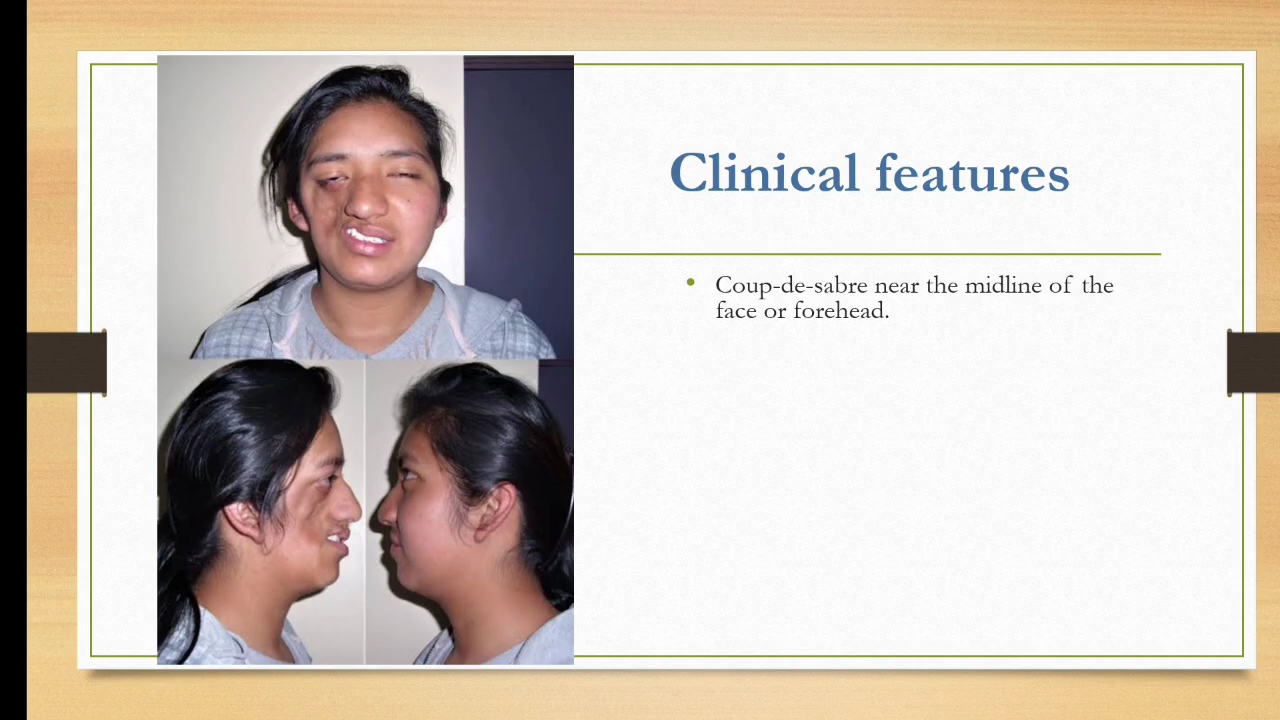 Clinical features
• Coup-de-sabre near the midline of the
face or forehead.